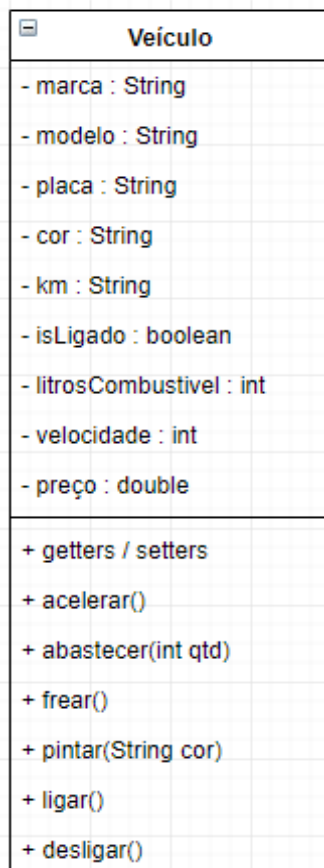 Veículo
- marca : String
- modelo : String
- placa : String
- cor : String
- km : String
- isLigado : boolean
- litrosCombustivel : int
- velocidade : int
- preço : double
+ getters / setters
+ acelerar()
+ abastecer(int qtd)
+ frear()
+ pintar(String cor)
+ ligar()
+ desligar()